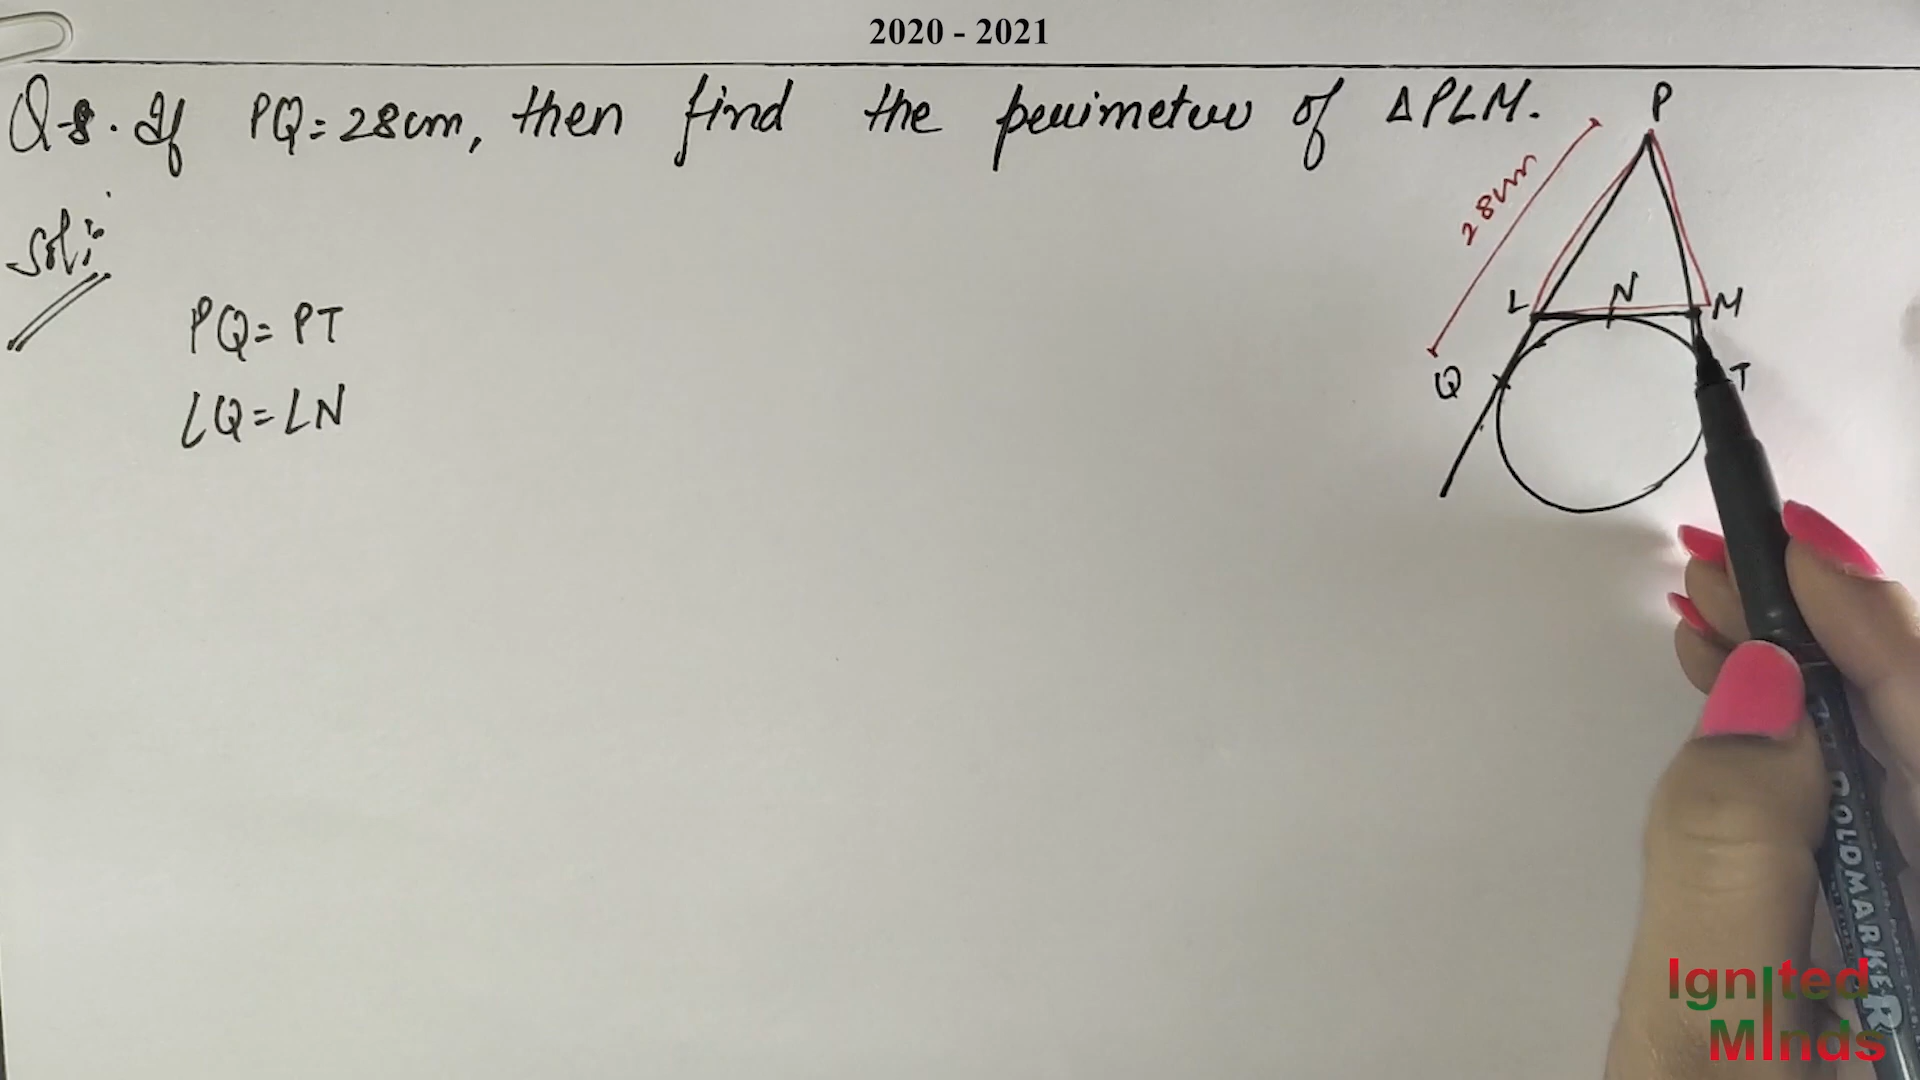 2020 - 2021
Q-8. If PQ = 28cm, then find the perimeter of ΔPLM.
P
28cm
Sol:
L N M
PQ = PT
Q T
LQ = LN
GOLDMARKER
Ignited
Minds